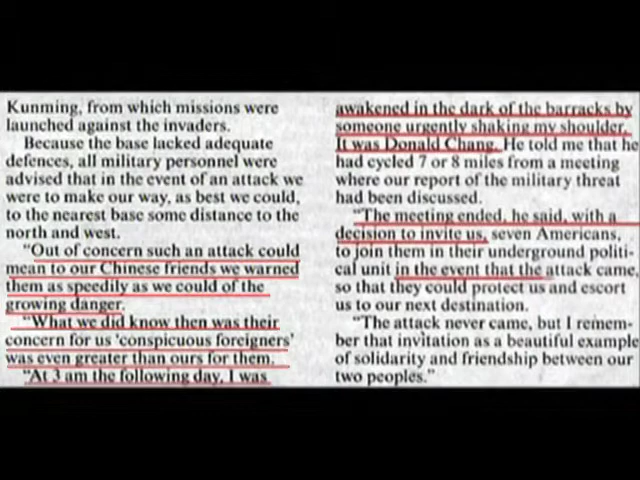 Kunming, from which missions were
launched against the invaders.
Because the base lacked adequate
defences, all military personnel were
advised that in the event of an attack we
were to make our way, as best we could,
to the nearest base some distance to the
north and west.
"Out of concern such an attack could
mean to our Chinese friends we warned
them as speedily as we could of the
growing danger.
"What we did know then was their
concern for us 'conspicuous foreigners'
was even greater than ours for them.
"At 3 am the following day, I was
awakened in the dark of the barracks by
someone urgently shaking my shoulder.
It was Donald Chang. He told me that he
had cycled 7 or 8 miles from a meeting
where our report of the military threat
had been discussed.
"The meeting ended, he said, with a
decision to invite us, seven Americans,
to join them in their underground politi-
cal unit in the event that the attack came,
so that they could protect us and escort
us to our next destination.
"The attack never came, but I remem-
ber that invitation as a beautiful example
of solidarity and friendship between our
two peoples."